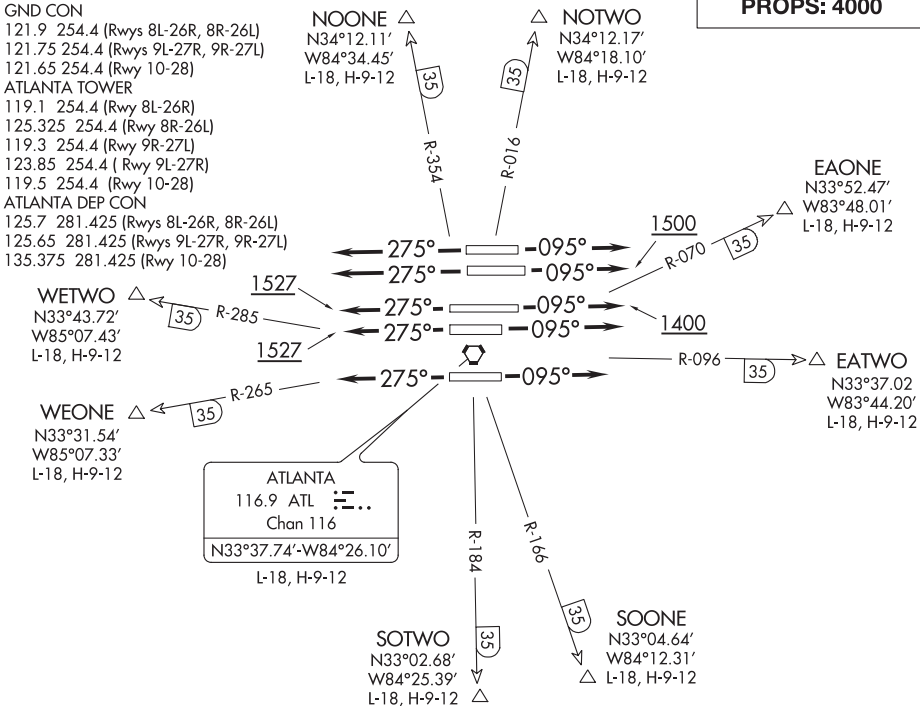 GND CON
121.9 254.4 (Rwys 8L-26R, 8R-26L)
121.75 254.4 (Rwys 9L-27R, 9R-27L)
121.65 254.4 (Rwy 10-28)
ATLANTA TOWER
119.1 254.4 (Rwy 8L-26R)
125.325 254.4 (Rwy 8R-26L)
119.3 254.4 (Rwy 9R-27L)
123.85 254.4 ( Rwy 9L-27R)
119.5 254.4 (Rwy 10-28)
ATLANTA DEP CON
125.7 281.425 (Rwys 8L-26R, 8R-26L)
125.65 281.425 (Rwys 9L-27R, 9R-27L)
135.375 281.425 (Rwy 10-28)
NOONE
N34°12.11′
W84°34.45′
L-18, H-9-12
35
R-354
NOTWO
N34°12.17′
W84°18.10′
L-18, H-9-12
35
R-016
PROPS: 4000
EAONE
N33°52.47′
W83°48.01′
L-18, H-9-12
R-070
35
1500
275° 095°
275° 095°
1527
275° 095°
1400
275° 095°
1527
275° 095°
WETWO
N33°43.72′
W85°07.43′
L-18, H-9-12
35
R-285
R-096
35
EATWO
N33°37.02
W83°44.20′
L-18, H-9-12
WEONE
N33°31.54′
W85°07.33′
L-18, H-9-12
35
R-265
ATLANTA
116.9 ATL
Chan 116
N33°37.74′-W84°26.10′
L-18, H-9-12
R-184
35
R-166
35
SOTWO
N33°02.68′
W84°25.39′
L-18, H-9-12
SOONE
N33°04.64′
W84°12.31′
L-18, H-9-12